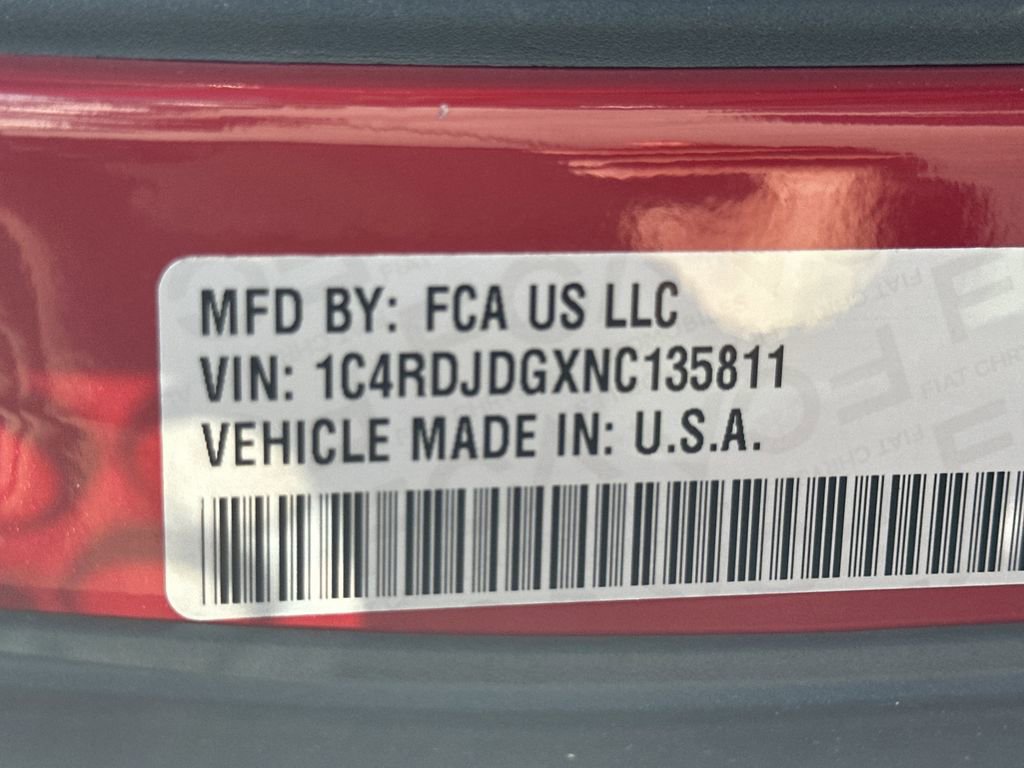 MFD BY: FCA US LLC
VIN: 1C4RDJDGXNC135811
VEHICLE MADE IN: U.S.A.